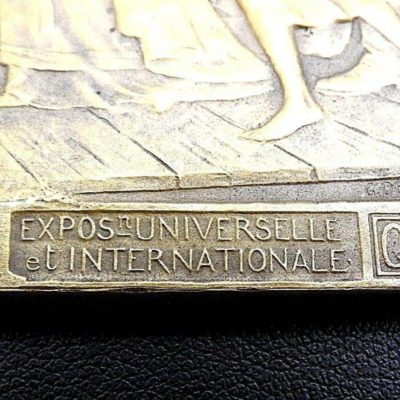 EXPOSn UNIVERSELLE
et INTERNATIONALE